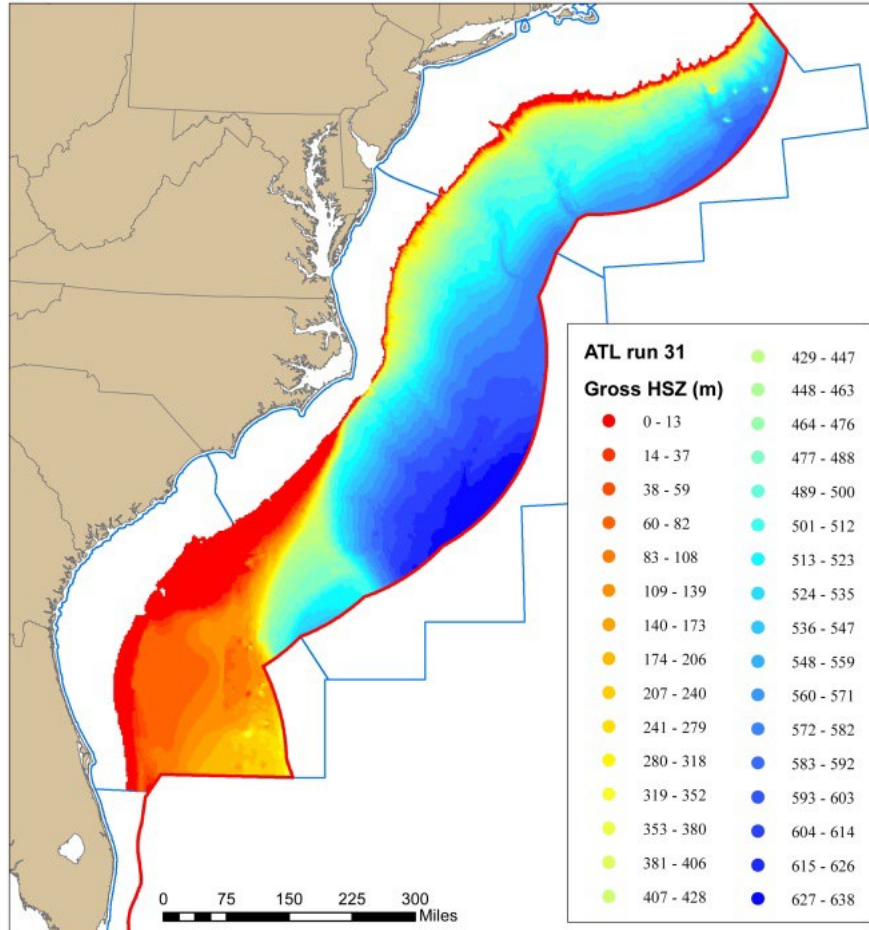 ATL run 31
Gross HSZ (m)
0 - 13
14 - 37
38 - 59
60 - 82
83 - 108
109 - 139
140 - 173
174 - 206
207 - 240
241 - 279
280 - 318
319 - 352
353 - 380
381 - 406
407 - 428
429 - 447
448 - 463
464 - 476
477 - 488
489 - 500
501 - 512
513 - 523
524 - 535
536 - 547
548 - 559
560 - 571
572 - 582
583 - 592
593 - 603
604 - 614
615 - 626
627 - 638
0 75 150 225 300
Miles